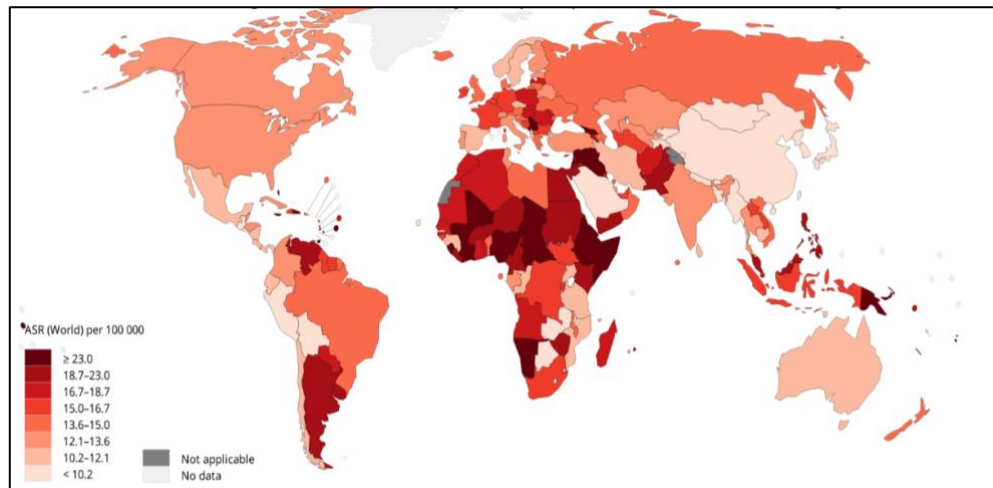 ASR (World) per 100 000
≥ 23.0
18.7–23.0
16.7–18.7
15.0–16.7
13.6–15.0
12.1–13.6
10.2–12.1
< 10.2
Not applicable
No data